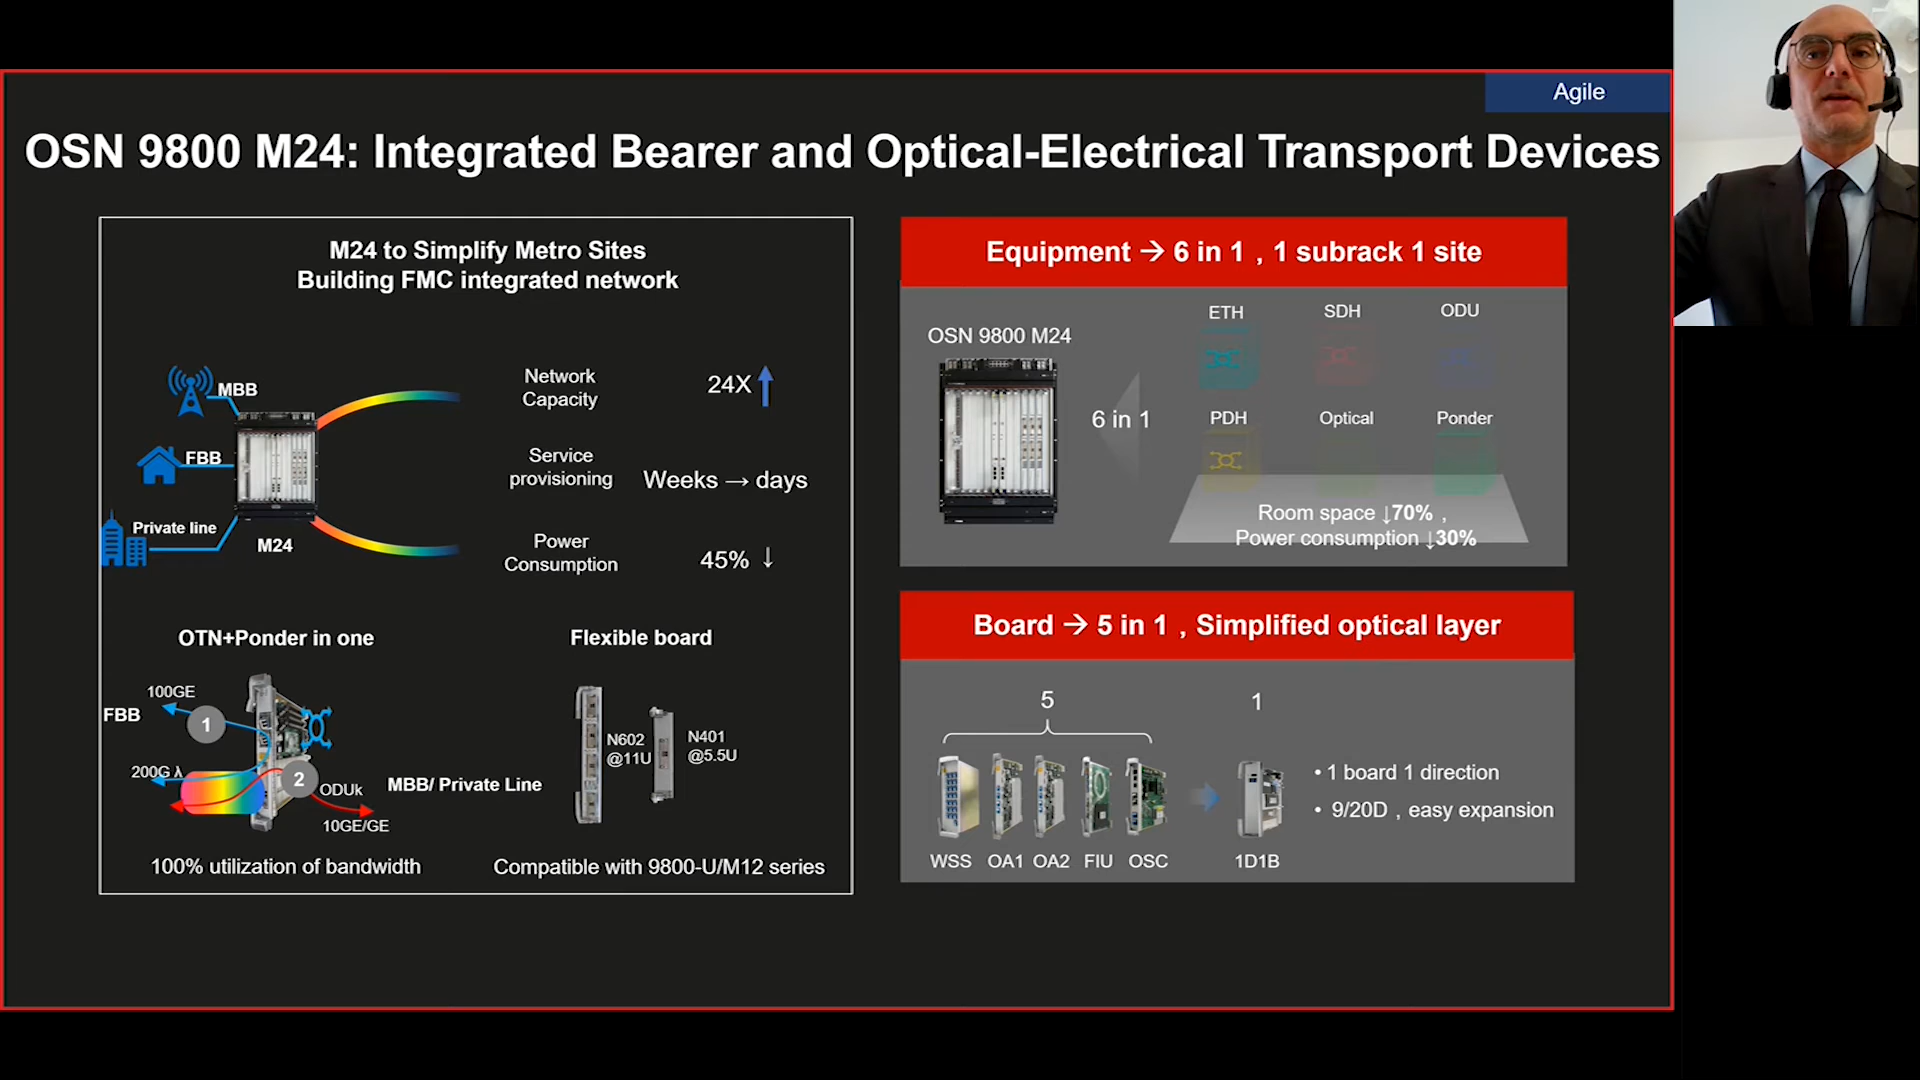 Agile
OSN 9800 M24: Integrated Bearer and Optical-Electrical Transport Devices
M24 to Simplify Metro Sites
Building FMC integrated network
MBB
FBB
Private line
M24
Network
Capacity
24X
Service
provisioning
Weeks → days
Power
Consumption
45% ↓
OTN+Ponder in one
100GE
FBB
1
200G λ
2
ODUk
10GE/GE
MBB/ Private Line
100% utilization of bandwidth
Flexible board
N602
@11U
N401
@5.5U
Compatible with 9800-U/M12 series
Equipment → 6 in 1 , 1 subrack 1 site
OSN 9800 M24
6 in 1
ETH
SDH
ODU
PDH
Optical
Ponder
Room space ↓70% ,
Power consumption ↓30%
Board → 5 in 1 , Simplified optical layer
5
1
WSS
OA1
OA2
FIU
OSC
1D1B
• 1 board 1 direction
• 9/20D , easy expansion